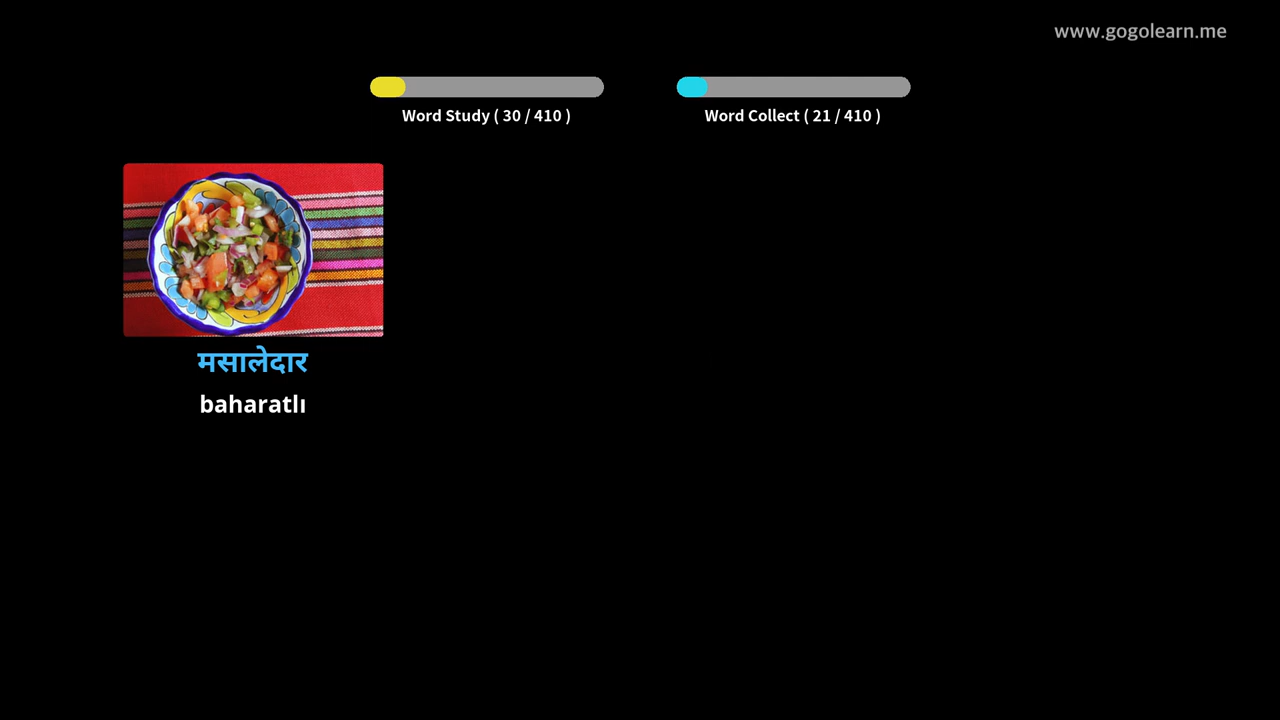 www.gogolearn.me
Word Study ( 30 / 410 )
Word Collect ( 21 / 410 )
मसालेदार
baharatlı